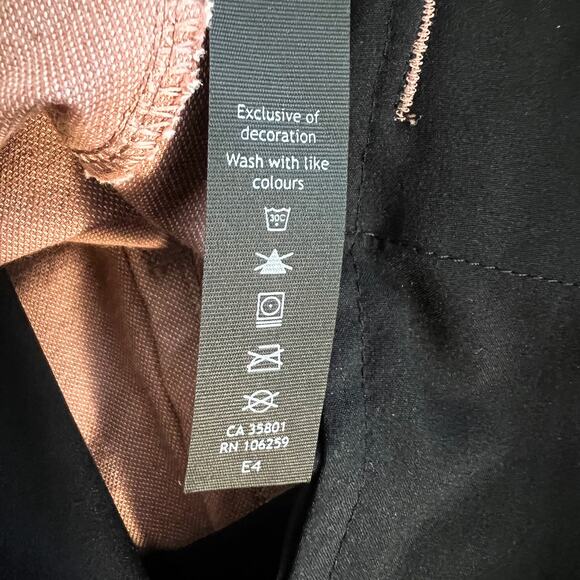 Exclusive of
decoration
Wash with like
colours
30C
CA 35801
RN 106259
E4